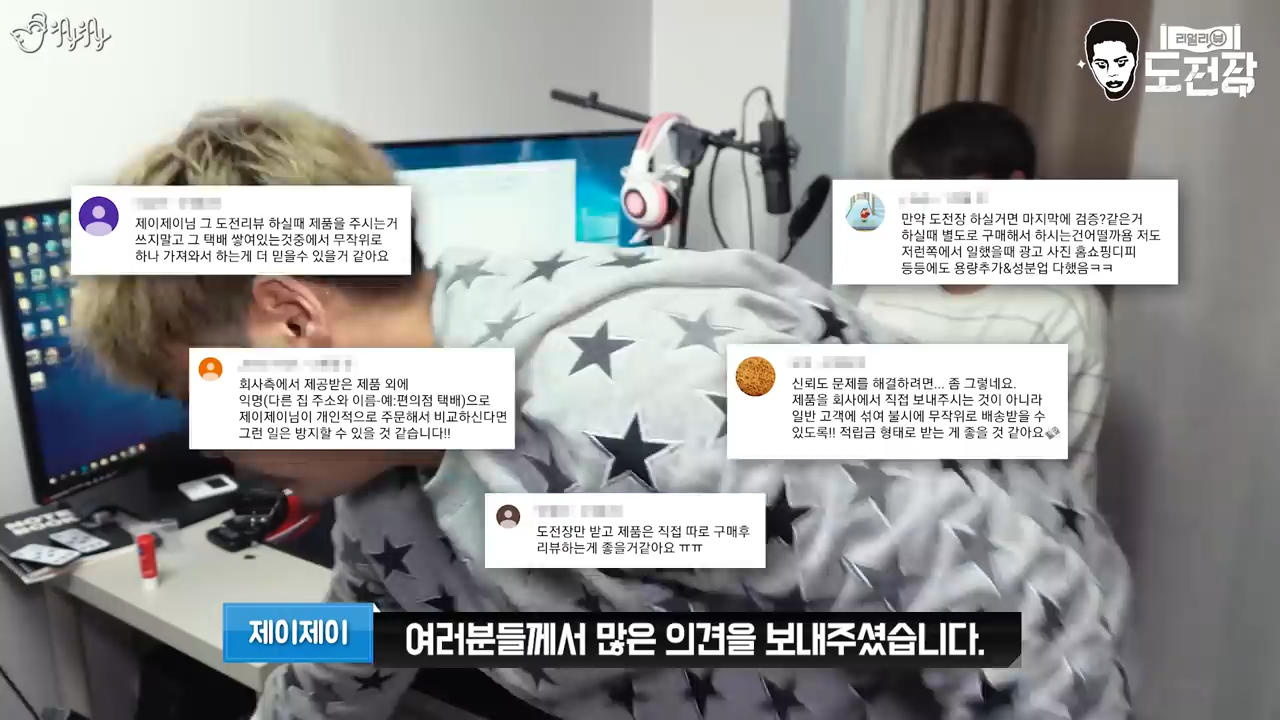 쥐쥐
리얼리뷰
도전장
제이제이님 그 도전리뷰 하실때 제품을 주시는거
쓰지말고 그 택배 쌓여있는것중에서 무작위로
하나 가져와서 하는게 더 믿을수 있을거 같아요
만약 도전장 하실거면 마지막에 검증?같은거
하실때 별도로 구매해서 하시는건어떨까욤 저도
저런쪽에서 일했을때 광고 사진 홈쇼핑디피
등등에도 용량추가&성분업 다했음ㅋㅋ
회사측에서 제공받은 제품 외에
익명(다른 집 주소와 이름-예:편의점 택배)으로
제이제이님이 개인적으로 주문해서 비교하신다면
그런 일은 방지할 수 있을 것 같습니다!!
신뢰도 문제를 해결하려면... 좀 그렇네요.
제품을 회사에서 직접 보내주시는 것이 아니라
일반 고객에 섞여 불시에 무작위로 배송받을 수
있도록!! 적립금 형태로 받는 게 좋을 것 같아요
도전장만 받고 제품은 직접 따로 구매후
리뷰하는게 좋을거같아요 ㅠㅠ
제이제이
여러분들께서 많은 의견을 보내주셨습니다.